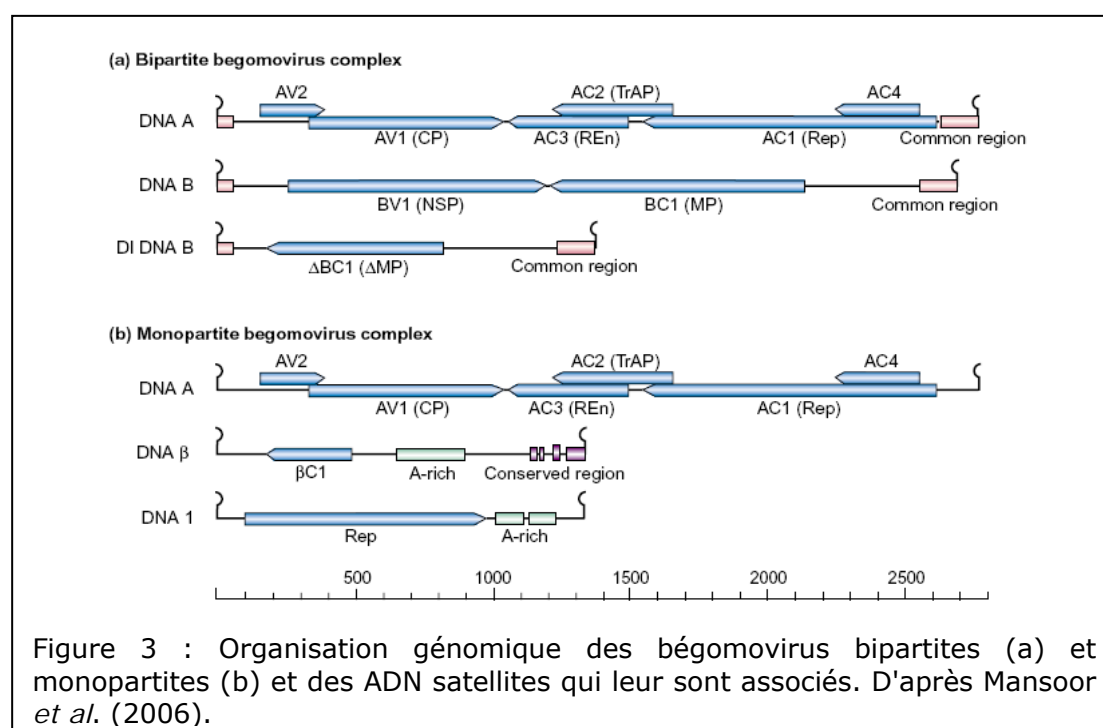 (a) Bipartite begomovirus complex
AV2
AC2 (TrAP)
AC4
DNA A
AV1 (CP)
AC3 (REn)
AC1 (Rep)
Common region
DNA B
BV1 (NSP)
BC1 (MP)
Common region
DI DNA B
ΔBC1 (ΔMP)
Common region
(b) Monopartite begomovirus complex
AV2
AC2 (TrAP)
AC4
DNA A
AV1 (CP)
AC3 (REn)
AC1 (Rep)
DNA β
βC1
A-rich
Conserved region
DNA 1
Rep
A-rich
500 1000 1500 2000 2500
Figure 3 : Organisation génomique des bégomovirus bipartites (a) et
monopartites (b) et des ADN satellites qui leur sont associés. D'après Mansoor
et al. (2006).